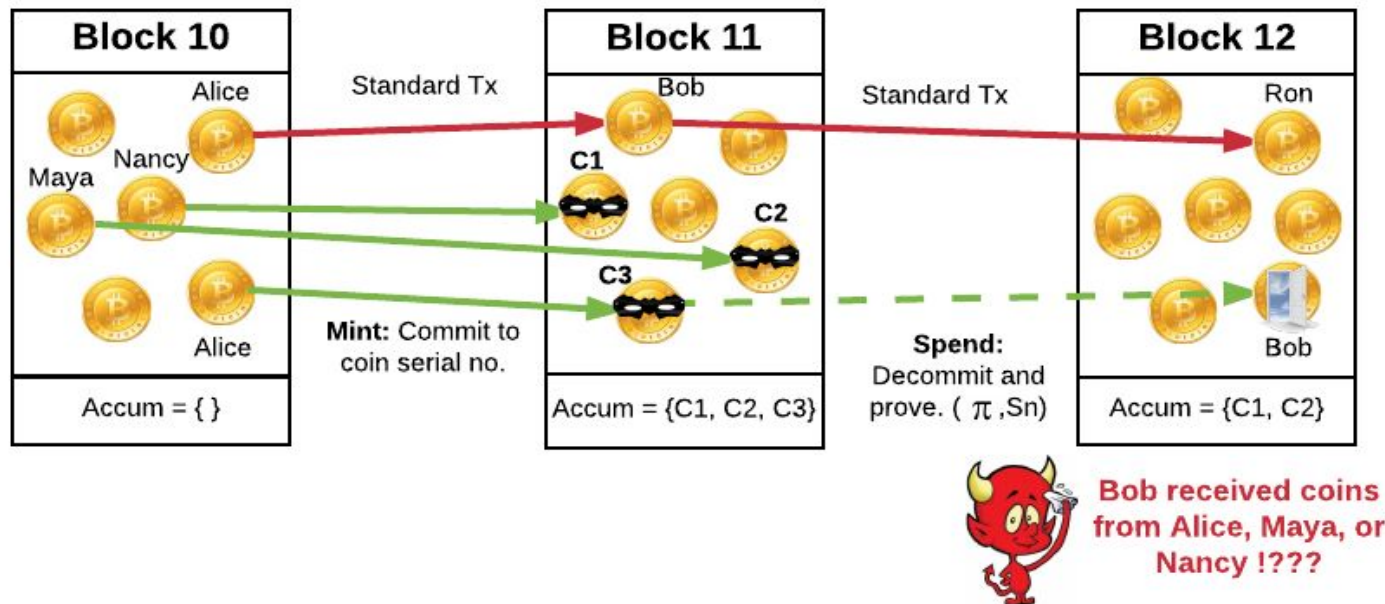 Block 10
Alice
Nancy
Maya
Alice
Accum = { }
Standard Tx
Mint: Commit to
coin serial no.
Block 11
Bob
C1
C2
C3
Accum = {C1, C2, C3}
Standard Tx
Spend:
Decommit and
prove. ( π ,Sn)
Block 12
Ron
Bob
Accum = {C1, C2}
Bob received coins
from Alice, Maya, or
Nancy !???